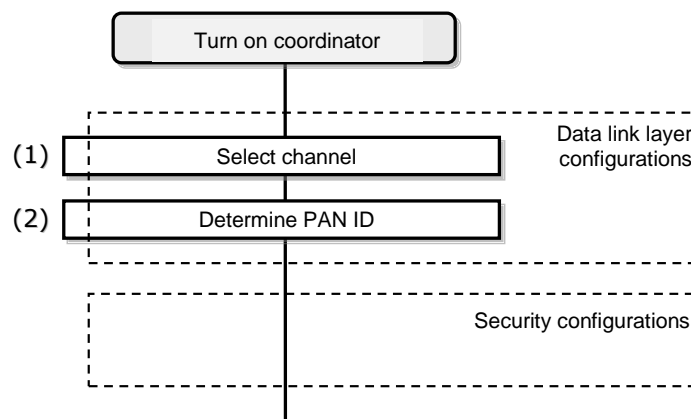 Turn on coordinator
Data link layer
configurations
(1) Select channel
(2) Determine PAN ID
Security configurations